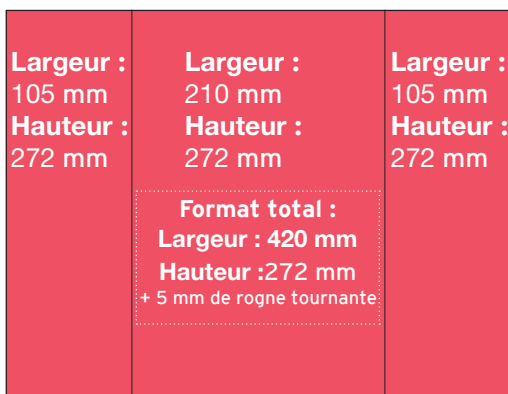 Largeur :
105 mm
Hauteur :
272 mm
Largeur :
210 mm
Hauteur :
272 mm
Largeur :
105 mm
Hauteur :
272 mm
Format total :
Largeur : 420 mm
Hauteur :272 mm
+ 5 mm de rogne tournante